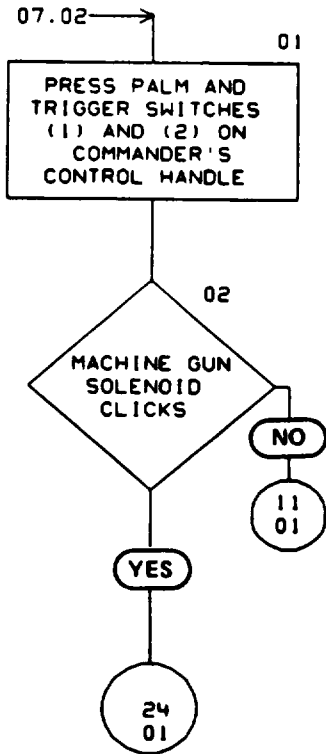 07.02
01
PRESS PALM AND
TRIGGER SWITCHES
(1) AND (2) ON
COMMANDER'S
CONTROL HANDLE
02
MACHINE GUN
SOLENOID
CLICKS
NO
11
01
YES
24
01